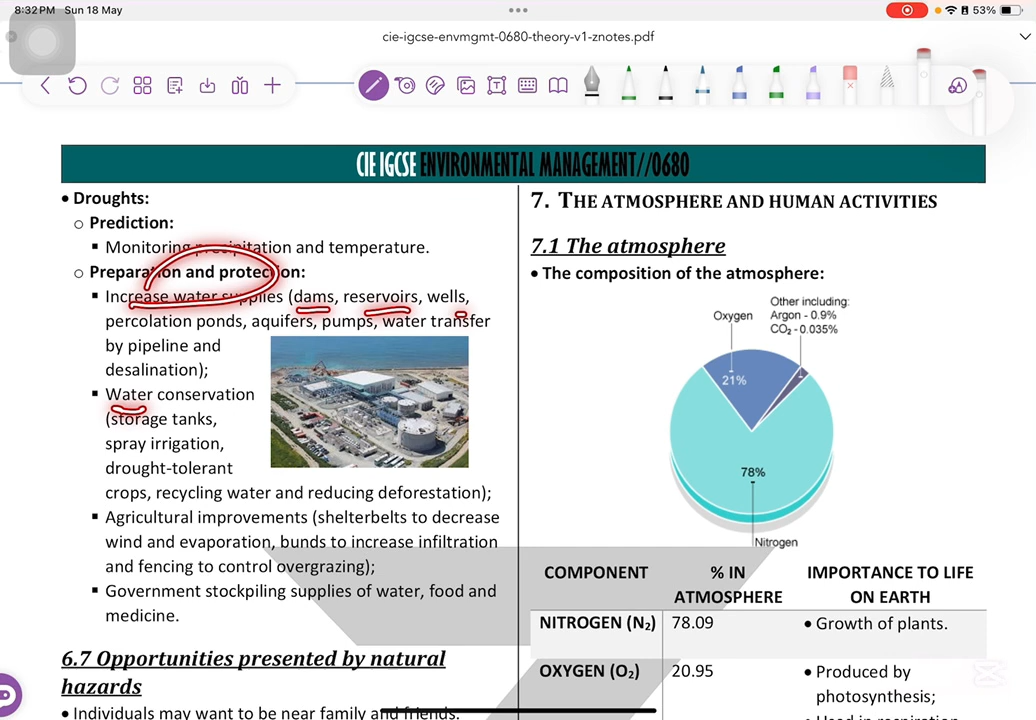 8:32 PM Sun 18 May
53%
cie-igcse-envmgmt-0680-theory-v1-znotes.pdf
CIE IGCSE ENVIRONMENTAL MANAGEMENT//0680
• Droughts:
o Prediction:
▪ Monitoring precipitation and temperature.
o Preparation and protection:
▪ Increase water supplies (dams, reservoirs, wells,
percolation ponds, aquifers, pumps, water transfer
by pipeline and
desalination);
▪ Water conservation
(storage tanks,
spray irrigation,
drought-tolerant
crops, recycling water and reducing deforestation);
▪ Agricultural improvements (shelterbelts to decrease
wind and evaporation, bunds to increase infiltration
and fencing to control overgrazing);
▪ Government stockpiling supplies of water, food and
medicine.
6.7 Opportunities presented by natural
hazards
• Individuals may want to be near family and friends.
7. THE ATMOSPHERE AND HUMAN ACTIVITIES
7.1 The atmosphere
• The composition of the atmosphere:
Other including:
Oxygen
Argon - 0.9%
CO₂ - 0.035%
21%
78%
Nitrogen
COMPONENT % IN ATMOSPHERE IMPORTANCE TO LIFE ON EARTH
NITROGEN (N₂) 78.09 • Growth of plants.
OXYGEN (O₂) 20.95 • Produced by
photosynthesis;